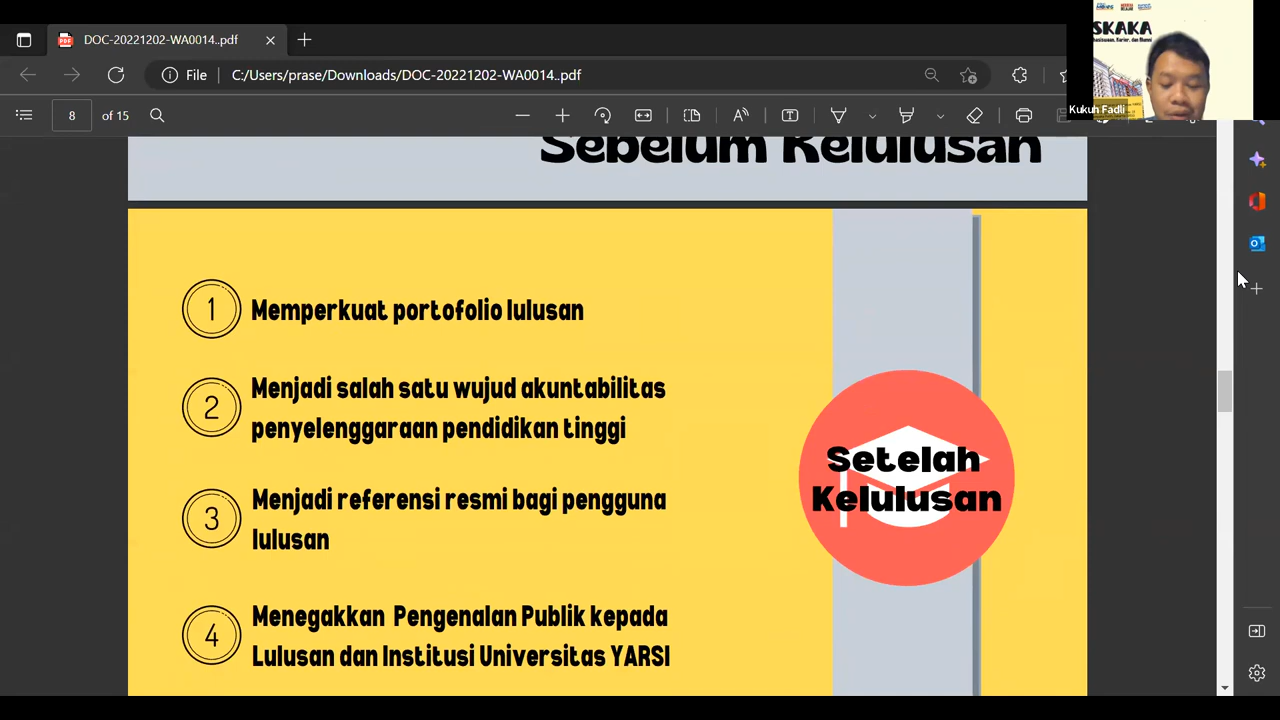 DOC-20221202-WA0014..pdf
File
C:/Users/prase/Downloads/DOC-20221202-WA0014..pdf
8
of 15
SKAKA
Kukuh Fadli
Sebelum Kelulusan
1
Memperkuat portofolio lulusan
2
Menjadi salah satu wujud akuntabilitas
penyelenggaraan pendidikan tinggi
3
Menjadi referensi resmi bagi pengguna
lulusan
4
Menegakkan Pengenalan Publik kepada
Lulusan dan Institusi Universitas YARSI
Setelah
Kelulusan